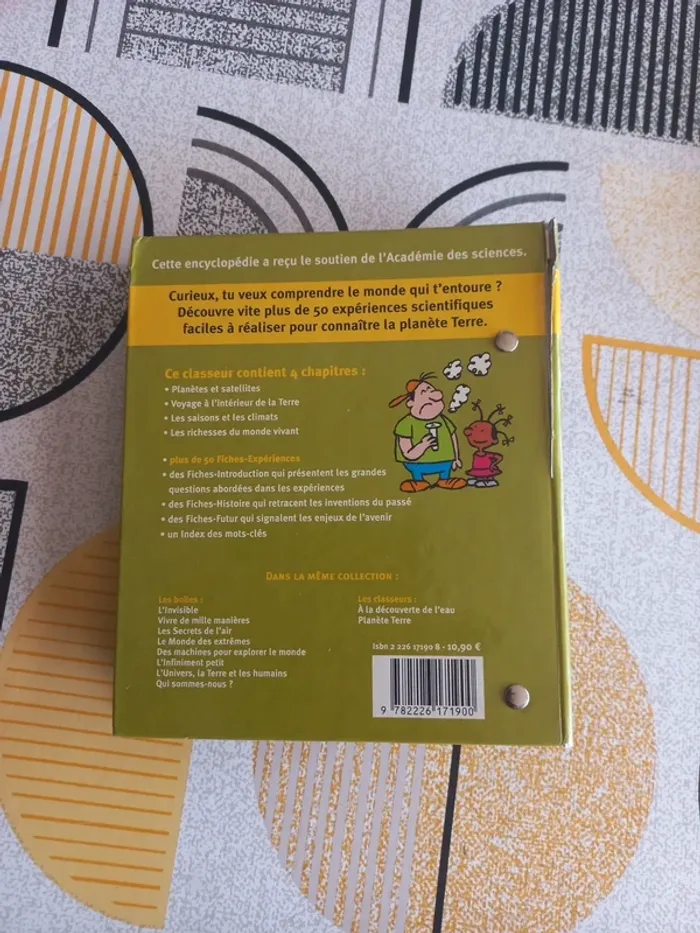 Cette encyclopédie a reçu le soutien de l'Académie des sciences.
Curieux, tu veux comprendre le monde qui t'entoure ?
Découvre vite plus de 50 expériences scientifiques
faciles à réaliser pour connaître la planète Terre.
Ce classeur contient 4 chapitres :
• Planètes et satellites
• Voyage à l'intérieur de la Terre
• Les saisons et les climats
• Les richesses du monde vivant
• plus de 50 Fiches-Expériences
• des Fiches-Introduction qui présentent les grandes
questions abordées dans les expériences
• des Fiches-Histoire qui retracent les inventions du passé
• des Fiches-Futur qui signalent les enjeux de l'avenir
• un Index des mots-clés
DANS LA MÊME COLLECTION :
Les boîtes :
L'Invisible
Vivre de mille manières
Les Secrets de l'air
Le Monde des extrêmes
Des machines pour explorer le monde
L'Infiniment petit
L'Univers, la Terre et les humains
Qui sommes-nous ?
Les classeurs :
À la découverte de l'eau
Planète Terre
Isbn 2 226 17190 8 - 10,90 €
9 782226 171900